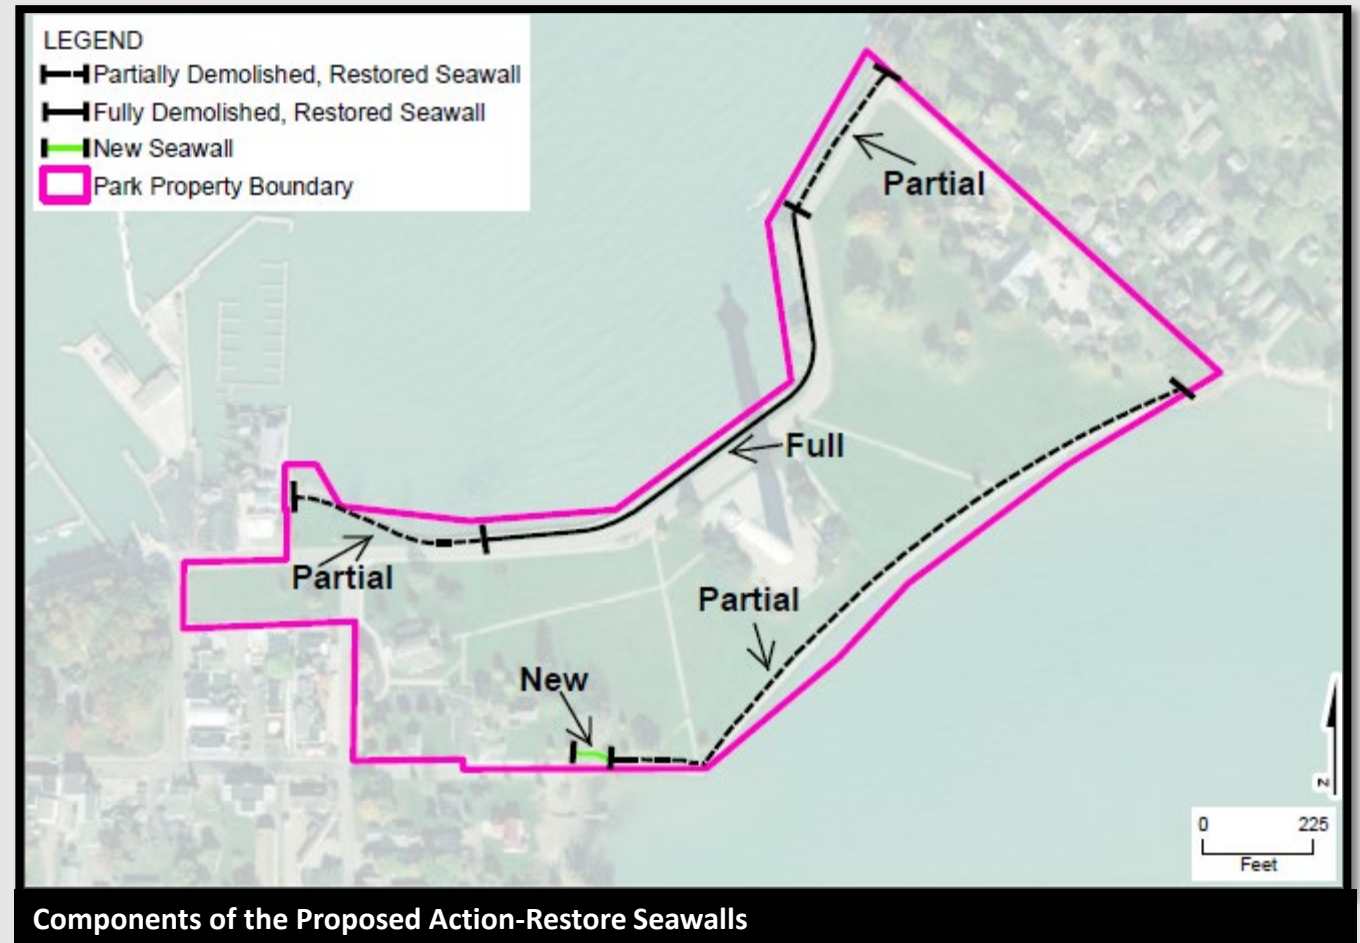 LEGEND
Partially Demolished, Restored Seawall
Fully Demolished, Restored Seawall
New Seawall
Park Property Boundary
Partial
Full
Partial
Partial
New
N
0 225
Feet
Components of the Proposed Action-Restore Seawalls